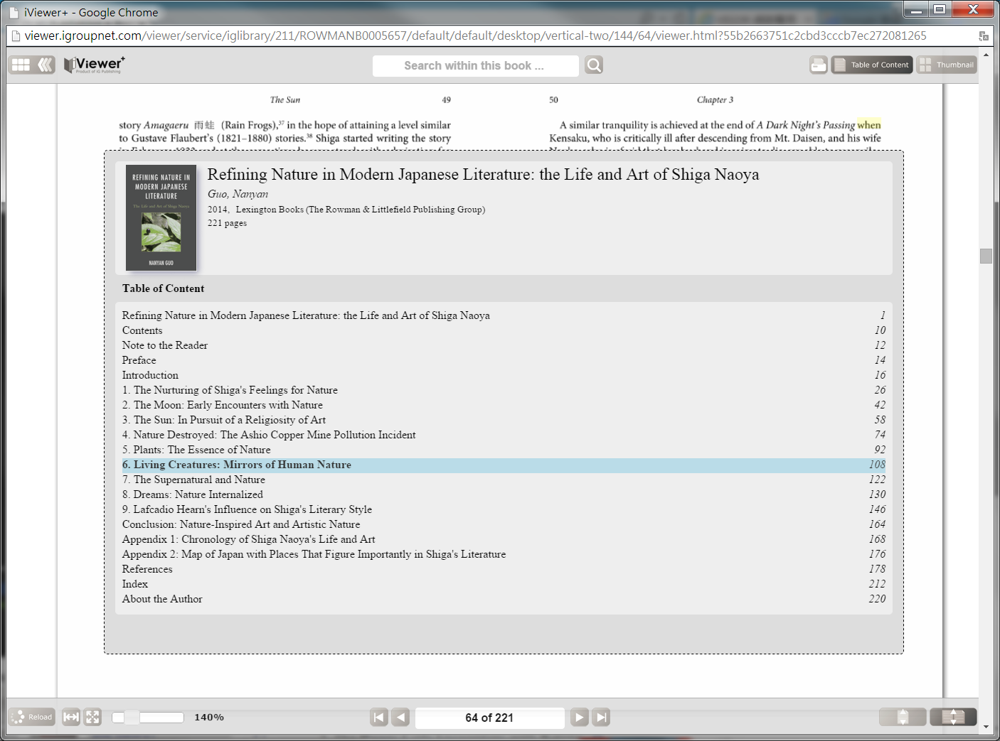 iViewer+ - Google Chrome
viewer.igroupnet.com/viewer/service/iglibrary/211/ROWMANB0005657/default/default/desktop/vertical-two/144/64/viewer.html?55b2663751c2cbd3cccb7ec272081265
iViewer+
Product of iG Publishing
Search within this book ...
Table of Content
Thumbnail
The Sun 49
story Amagaeru 雨蛙 (Rain Frogs),37 in the hope of attaining a level similar
to Gustave Flaubert's (1821–1880) stories.38 Shiga started writing the story
50 Chapter 3
A similar tranquility is achieved at the end of A Dark Night's Passing when
Kensaku, who is critically ill after descending from Mt. Daisen, and his wife
REFINING NATURE IN
MODERN JAPANESE
LITERATURE
The Life and Art of Shiga Naoya
NANYAN GUO
Refining Nature in Modern Japanese Literature: the Life and Art of Shiga Naoya
Guo, Nanyan
2014, Lexington Books (The Rowman & Littlefield Publishing Group)
221 pages
Table of Content
Refining Nature in Modern Japanese Literature: the Life and Art of Shiga Naoya 1
Contents 10
Note to the Reader 12
Preface 14
Introduction 16
1. The Nurturing of Shiga's Feelings for Nature 26
2. The Moon: Early Encounters with Nature 42
3. The Sun: In Pursuit of a Religiosity of Art 58
4. Nature Destroyed: The Ashio Copper Mine Pollution Incident 74
5. Plants: The Essence of Nature 92
6. Living Creatures: Mirrors of Human Nature 108
7. The Supernatural and Nature 122
8. Dreams: Nature Internalized 130
9. Lafcadio Hearn's Influence on Shiga's Literary Style 146
Conclusion: Nature-Inspired Art and Artistic Nature 164
Appendix 1: Chronology of Shiga Naoya's Life and Art 168
Appendix 2: Map of Japan with Places That Figure Importantly in Shiga's Literature 176
References 178
Index 212
About the Author 220
Reload
140%
64 of 221